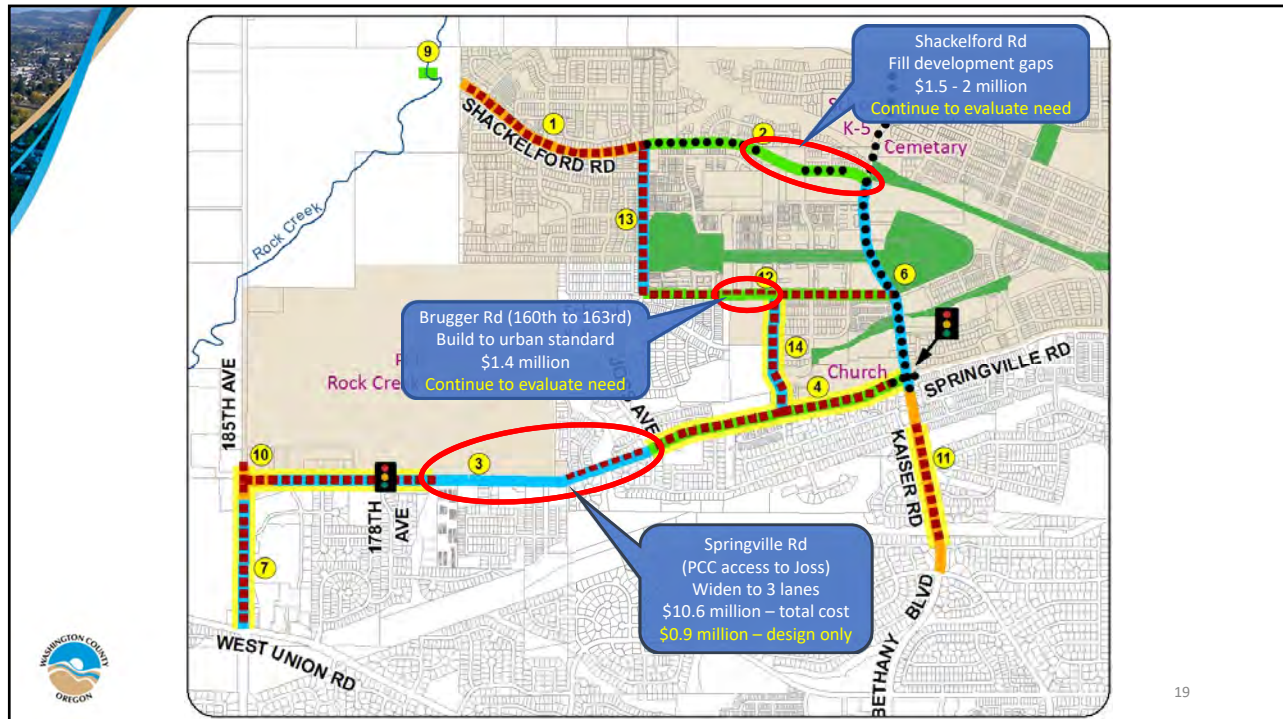 9
Shackelford Rd
Fill development gaps
$1.5 - 2 million
Continue to evaluate need
K-5
Cemetary
1
2
SHACKELFORD RD
Rock Creek
13
12
6
Brugger Rd (160th to 163rd)
Build to urban standard
$1.4 million
Continue to evaluate need
14
Church
SPRINGVILLE RD
Rock Creek
AVE
4
185TH AVE
10
3
178TH
AVE
KAISER RD
11
7
Springville Rd
(PCC access to Joss)
Widen to 3 lanes
$10.6 million – total cost
$0.9 million – design only
WEST UNION RD
BETHANY BLVD
WASHINGTON COUNTY
OREGON
19